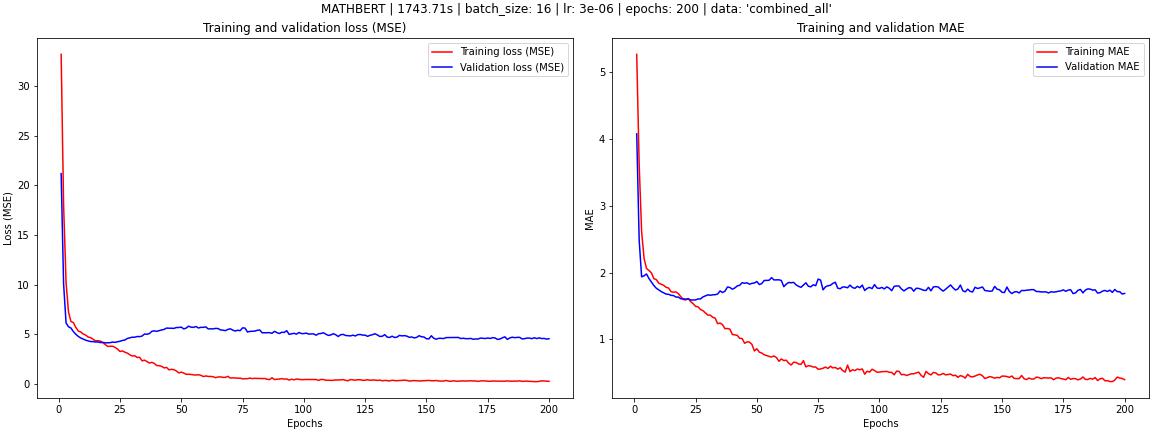 MATHBERT | 1743.71s | batch_size: 16 | lr: 3e-06 | epochs: 200 | data: 'combined_all'
Training and validation loss (MSE)
Training loss (MSE)
Validation loss (MSE)
Loss (MSE)
30
25
20
15
10
5
0
0 25 50 75 100 125 150 175 200
Epochs
Training and validation MAE
Training MAE
Validation MAE
MAE
5
4
3
2
1
0 25 50 75 100 125 150 175 200
Epochs